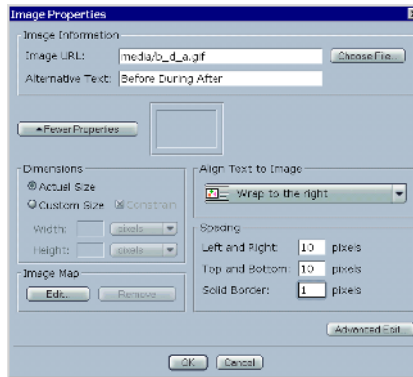 Image Properties
Image Information
Image URL: media/b_d_a.gif Choose File...
Alternative Text: Before During After
Fewer Properties
Dimensions
Actual Size
Custom Size Constrain
Width: pixels
Height: pixels
Image Map
Edit... Remove
Align Text to Image
Wrap to the right
Spacing
Left and Right: 10 pixels
Top and Bottom: 10 pixels
Solid Border: 1 pixels
Advanced Edit...
OK Cancel